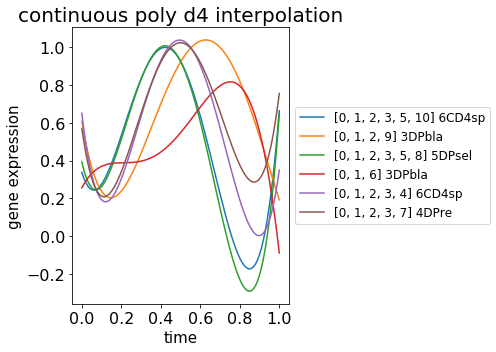 continuous poly d4 interpolation
gene expression
1.0
0.8
0.6
0.4
0.2
0.0
−0.2
0.0 0.2 0.4 0.6 0.8 1.0
time
[0, 1, 2, 3, 5, 10] 6CD4sp
[0, 1, 2, 9] 3DPbla
[0, 1, 2, 3, 5, 8] 5DPsel
[0, 1, 6] 3DPbla
[0, 1, 2, 3, 4] 6CD4sp
[0, 1, 2, 3, 7] 4DPre